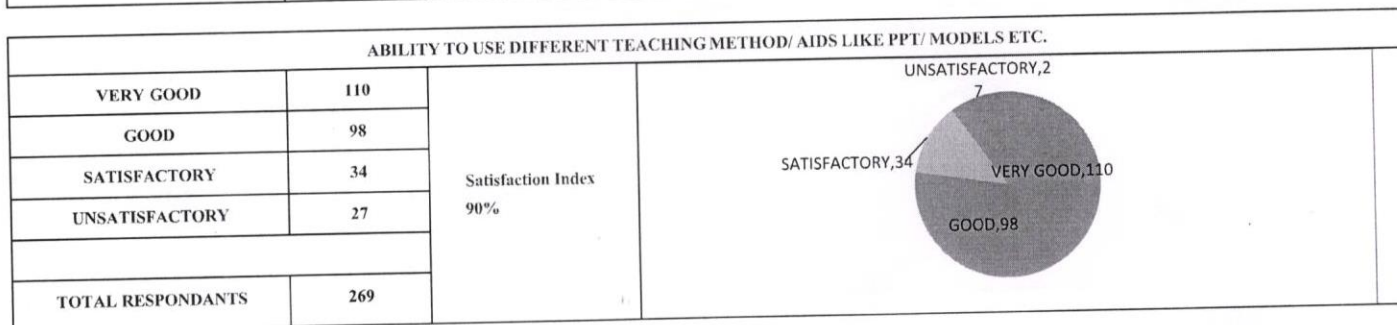 ABILITY TO USE DIFFERENT TEACHING METHOD/ AIDS LIKE PPT/ MODELS ETC.
VERY GOOD 110
GOOD 98
SATISFACTORY 34
UNSATISFACTORY 27
TOTAL RESPONDANTS 269
Satisfaction Index
90%
UNSATISFACTORY,2
7
SATISFACTORY,34
VERY GOOD,110
GOOD,98